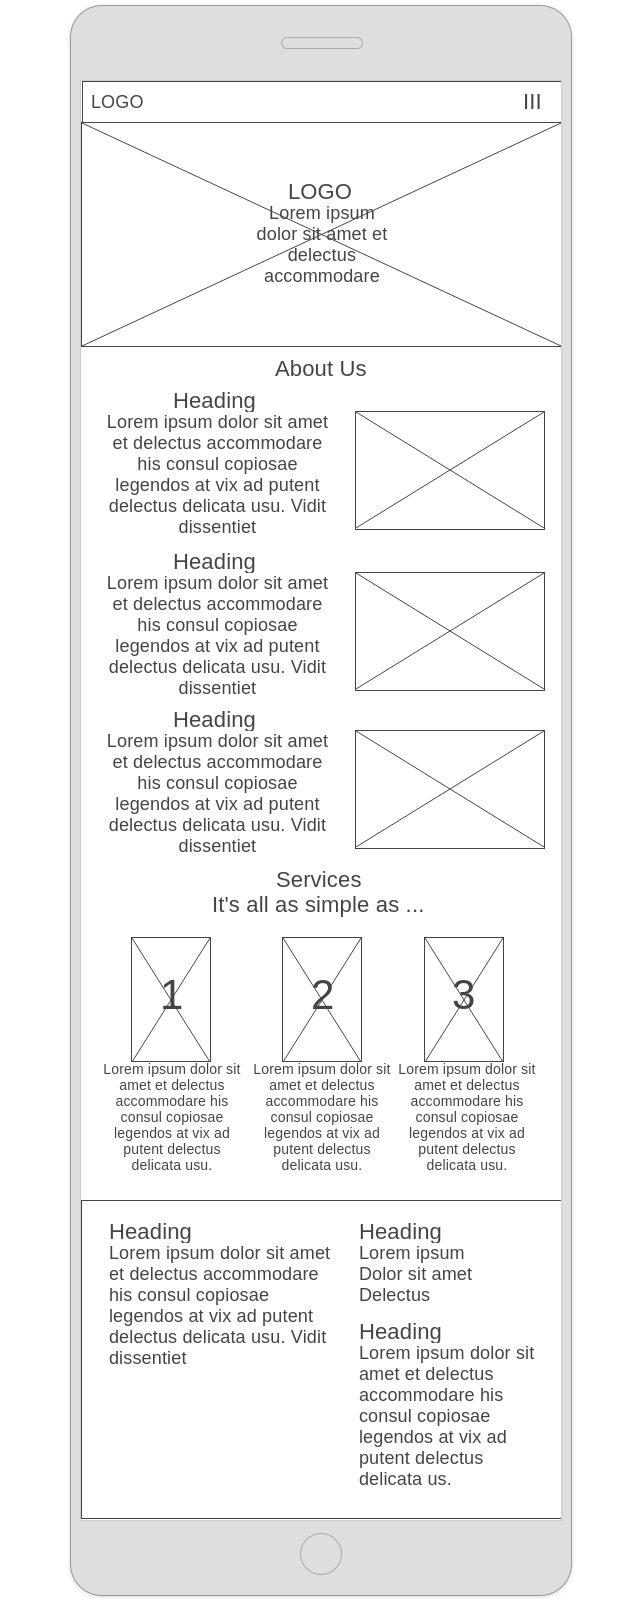 LOGO
III
LOGO
Lorem ipsum
dolor sit amet et
delectus
accommodare
About Us
Heading
Lorem ipsum dolor sit amet
et delectus accommodare
his consul copiosae
legendos at vix ad putent
delectus delicata usu. Vidit
dissentiet
Heading
Lorem ipsum dolor sit amet
et delectus accommodare
his consul copiosae
legendos at vix ad putent
delectus delicata usu. Vidit
dissentiet
Heading
Lorem ipsum dolor sit amet
et delectus accommodare
his consul copiosae
legendos at vix ad putent
delectus delicata usu. Vidit
dissentiet
Services
It's all as simple as ...
1
Lorem ipsum dolor sit
amet et delectus
accommodare his
consul copiosae
legendos at vix ad
putent delectus
delicata usu.
2
Lorem ipsum dolor sit
amet et delectus
accommodare his
consul copiosae
legendos at vix ad
putent delectus
delicata usu.
3
Lorem ipsum dolor sit
amet et delectus
accommodare his
consul copiosae
legendos at vix ad
putent delectus
delicata usu.
Heading
Lorem ipsum dolor sit amet
et delectus accommodare
his consul copiosae
legendos at vix ad putent
delectus delicata usu. Vidit
dissentiet
Heading
Lorem ipsum
Dolor sit amet
Delectus
Heading
Lorem ipsum dolor sit
amet et delectus
accommodare his
consul copiosae
legendos at vix ad
putent delectus
delicata us.